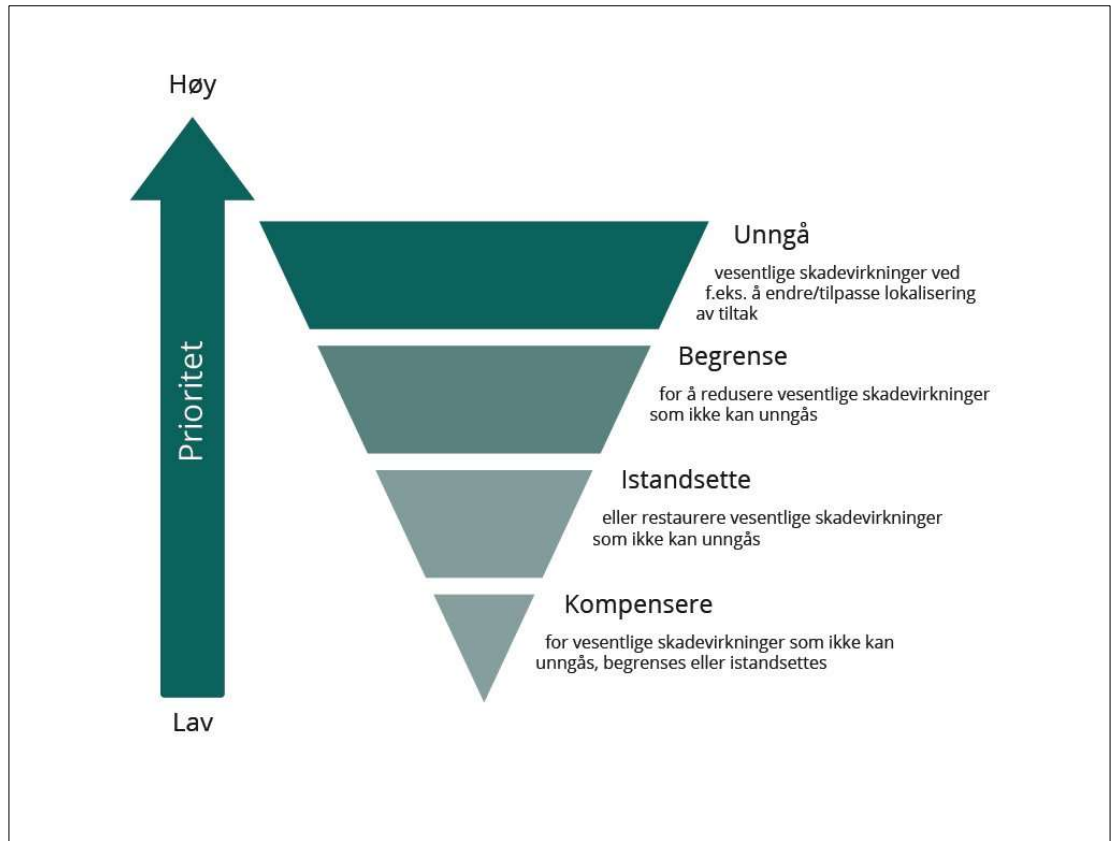 Høy
Prioritet
Lav
Unngå
vesentlige skadevirkninger ved
f.eks. å endre/tilpasse lokalisering
av tiltak
Begrense
for å redusere vesentlige skadevirkninger
som ikke kan unngås
Istandsette
eller restaurere vesentlige skadevirkninger
som ikke kan unngås
Kompensere
for vesentlige skadevirkninger som ikke kan
unngås, begrenses eller istandsettes